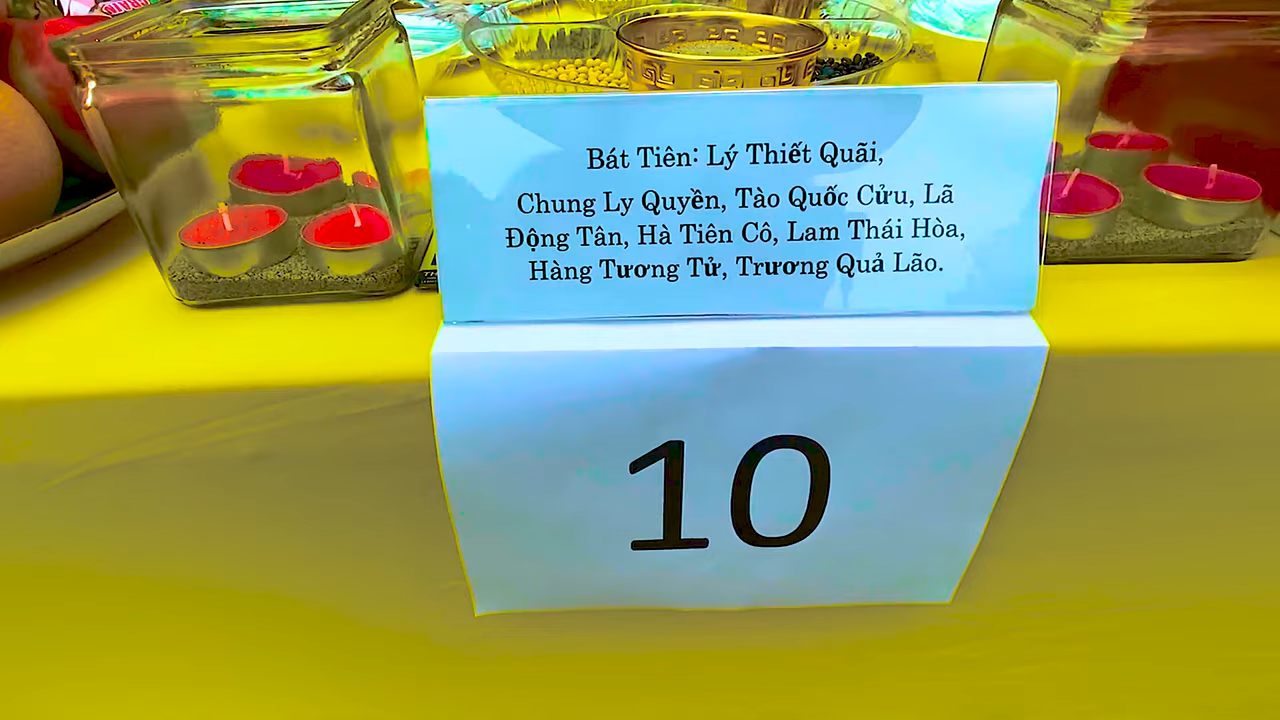 Bát Tiên: Lý Thiết Quãi,
Chung Ly Quyền, Tào Quốc Cửu, Lã
Động Tân, Hà Tiên Cô, Lam Thái Hòa,
Hàng Tương Tử, Trương Quả Lão.
10